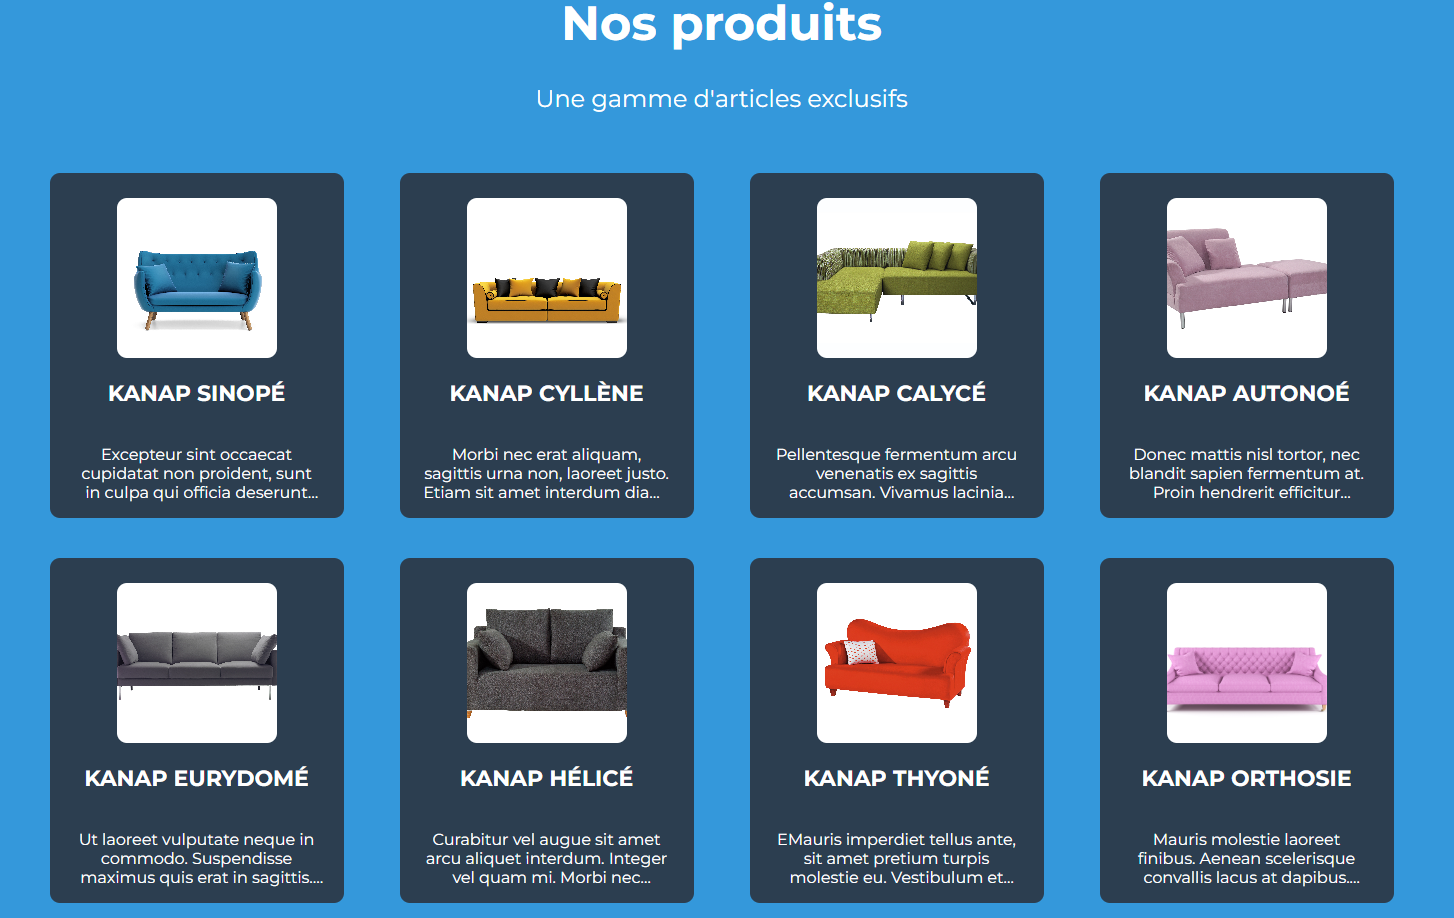 Nos produits
Une gamme d'articles exclusifs
KANAP SINOPÉ
Excepteur sint occaecat
cupidatat non proident, sunt
in culpa qui officia deserunt...
KANAP CYLLÈNE
Morbi nec erat aliquam,
sagittis urna non, laoreet justo.
Etiam sit amet interdum dia...
KANAP CALYCÉ
Pellentesque fermentum arcu
venenatis ex sagittis
accumsan. Vivamus lacinia...
KANAP AUTONOÉ
Donec mattis nisl tortor, nec
blandit sapien fermentum at.
Proin hendrerit efficitur...
KANAP EURYDOMÉ
Ut laoreet vulputate neque in
commodo. Suspendisse
maximus quis erat in sagittis....
KANAP HÉLICÉ
Curabitur vel augue sit amet
arcu aliquet interdum. Integer
vel quam mi. Morbi nec...
KANAP THYONÉ
EMauris imperdiet tellus ante,
sit amet pretium turpis
molestie eu. Vestibulum et...
KANAP ORTHOSIE
Mauris molestie laoreet
finibus. Aenean scelerisque
convallis lacus at dapibus....